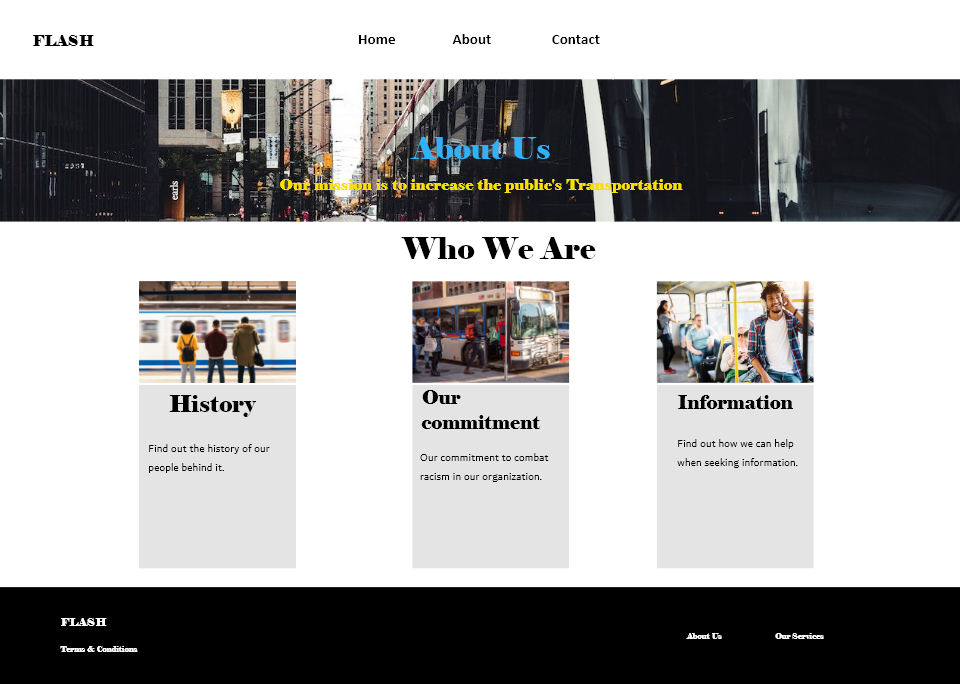 FLASH
Home
About
Contact
earls
About Us
Our mission is to increase the public's Transportation
Who We Are
History
Find out the history of our
people behind it.
Our
commitment
Our commitment to combat
racism in our organization.
Information
Find out how we can help
when seeking information.
FLASH
Terms & Conditions
About Us
Our Services